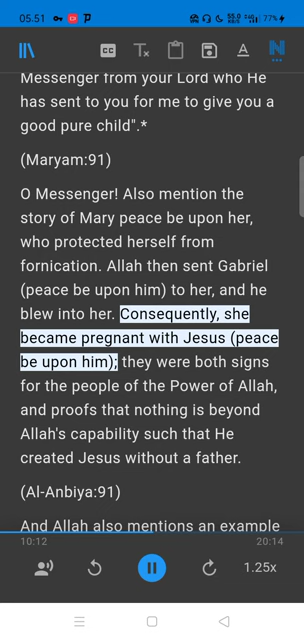 05.51
55.0 KB/S
77%
CC
A
N
Messenger from your Lord who He
has sent to you for me to give you a
good pure child".*
(Maryam:91)
O Messenger! Also mention the
story of Mary peace be upon her,
who protected herself from
fornication. Allah then sent Gabriel
(peace be upon him) to her, and he
blew into her. Consequently, she
became pregnant with Jesus (peace
be upon him); they were both signs
for the people of the Power of Allah,
and proofs that nothing is beyond
Allah's capability such that He
created Jesus without a father.
(Al-Anbiya:91)
And Allah also mentions an example
10:12
20:14
1.25x